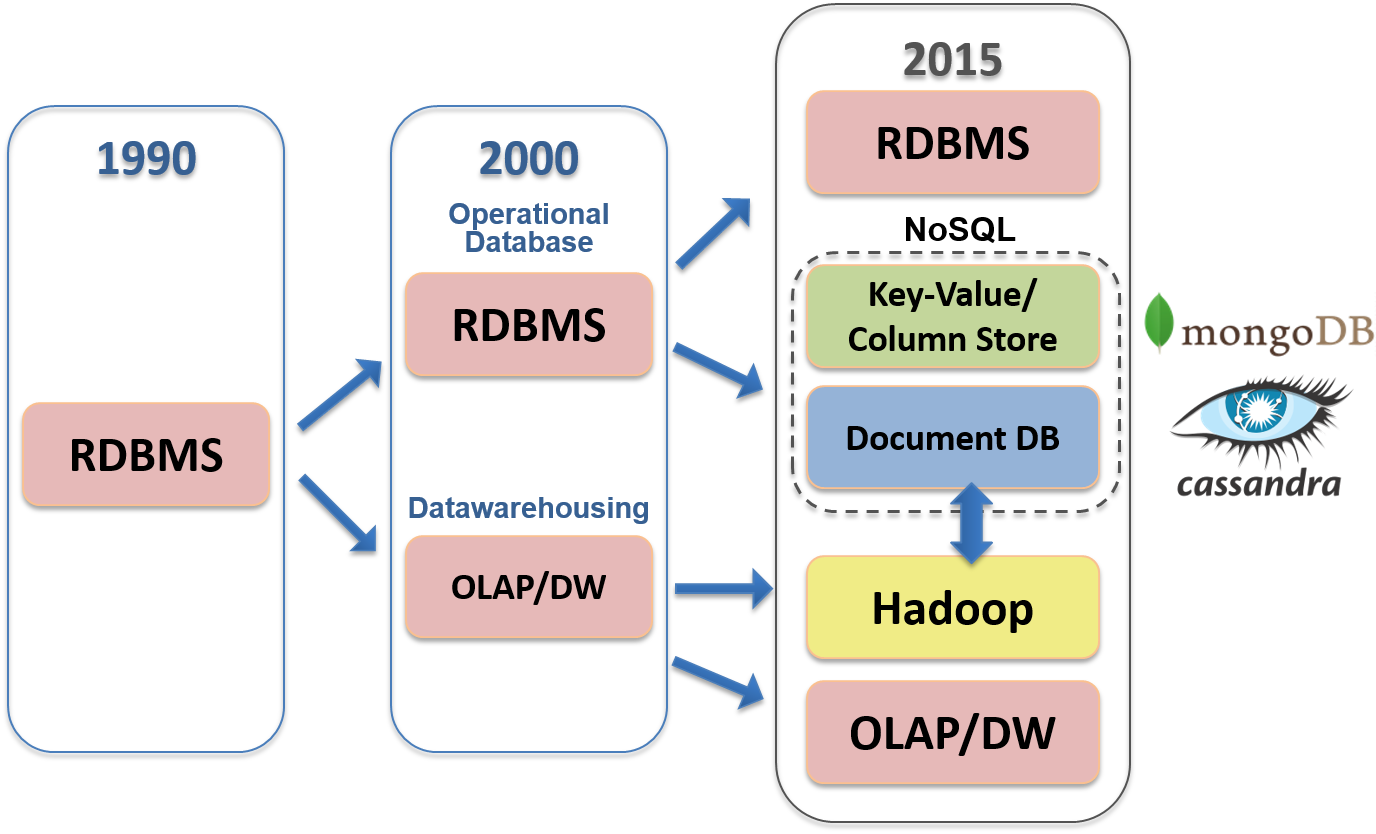 1990
RDBMS
2000
Operational
Database
RDBMS
Datawarehousing
OLAP/DW
2015
RDBMS
NoSQL
Key-Value/
Column Store
Document DB
Hadoop
OLAP/DW
mongoDB
cassandra